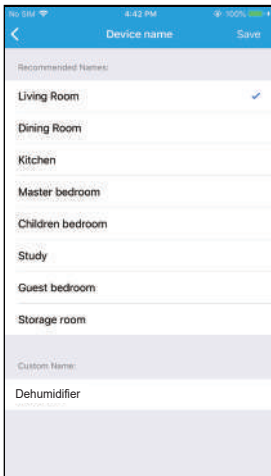 No SIM 4:42 PM 100%
Device name Save
Recommended Names:
Living Room
Dining Room
Kitchen
Master bedroom
Children bedroom
Study
Guest bedroom
Storage room
Custom Name:
Dehumidifier